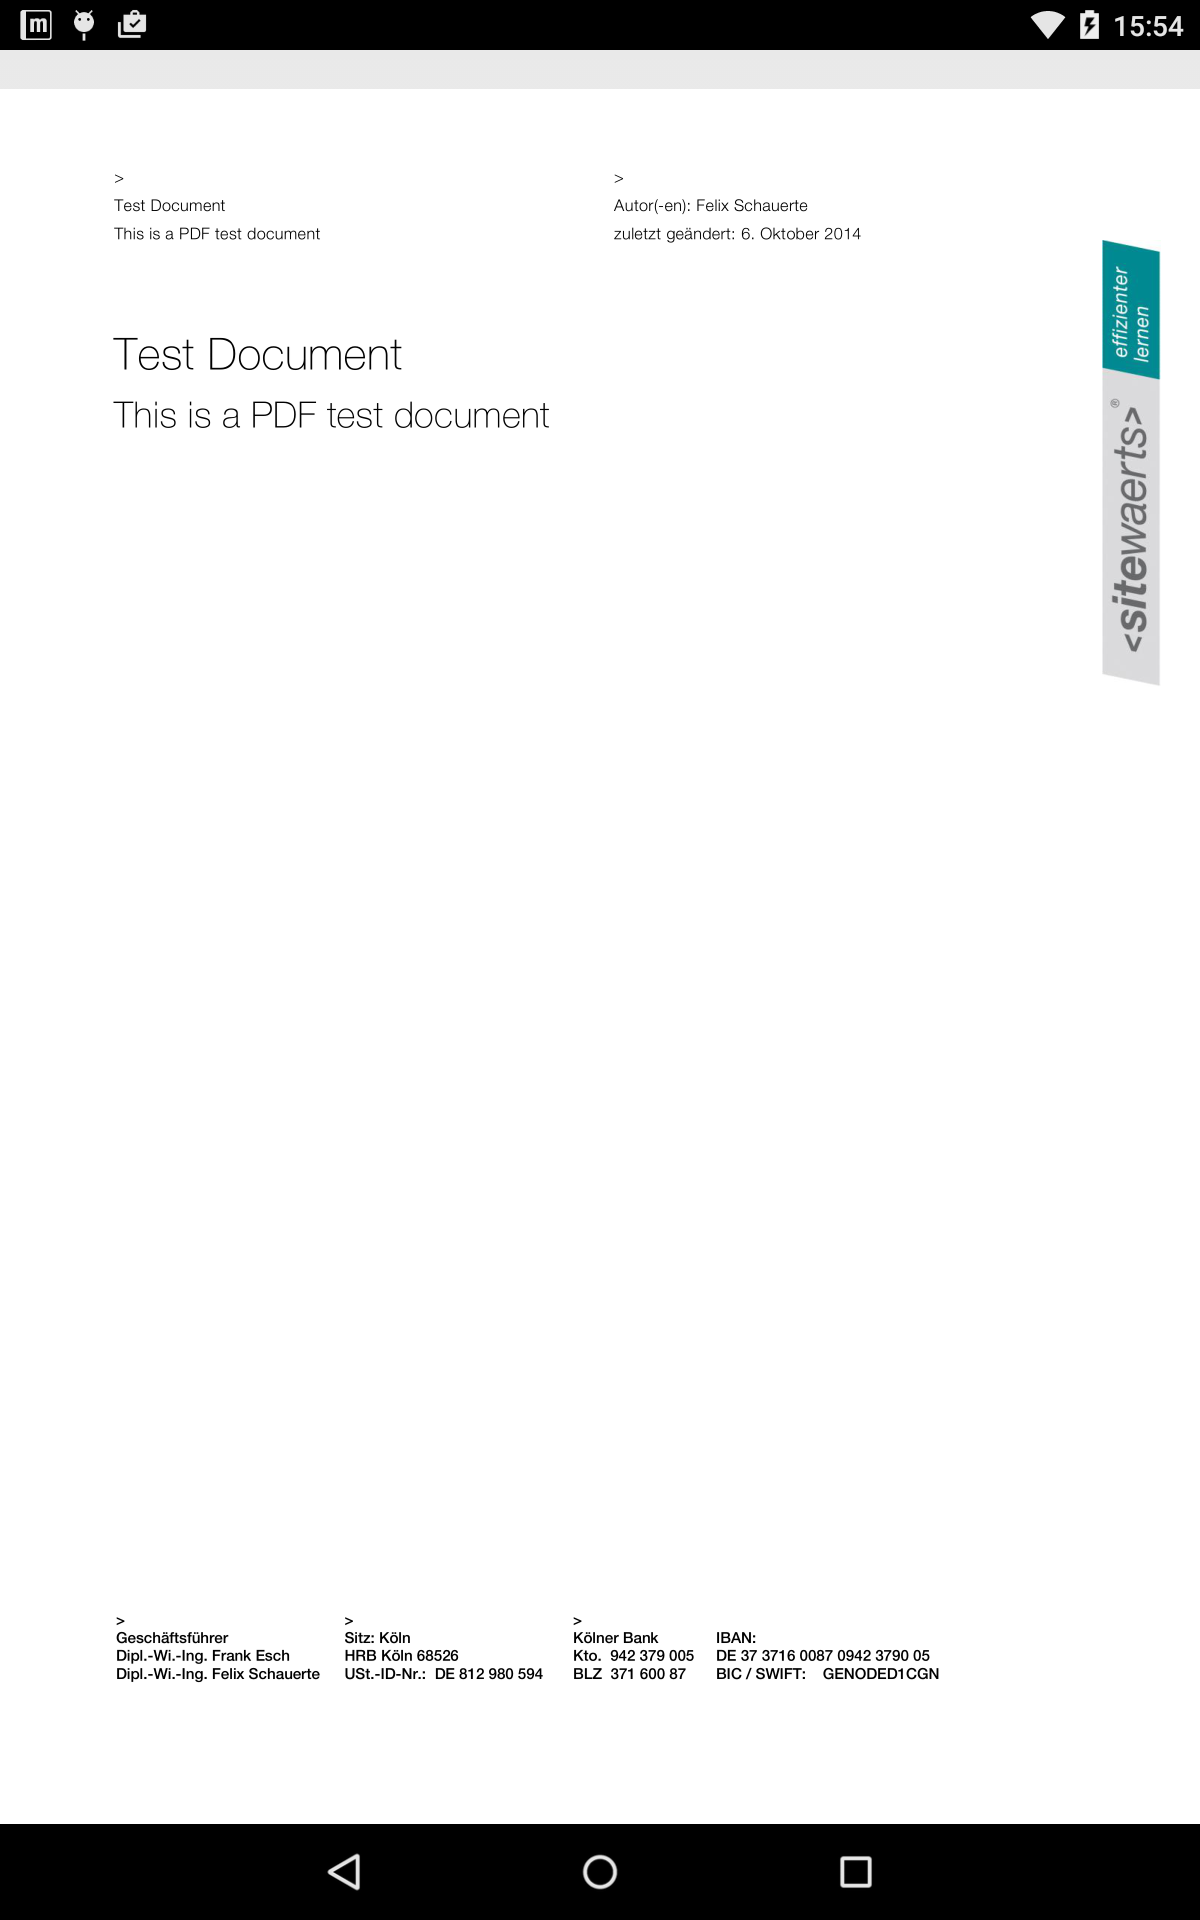 15:54
>
Test Document
This is a PDF test document
>
Autor(-en): Felix Schauerte
zuletzt geändert: 6. Oktober 2014
effizienter
lernen
<sitewaerts>®
Test Document
This is a PDF test document
>
Geschäftsführer
Dipl.-Wi.-Ing. Frank Esch
Dipl.-Wi.-Ing. Felix Schauerte
>
Sitz: Köln
HRB Köln 68526
USt.-ID-Nr.: DE 812 980 594
>
Kölner Bank
Kto. 942 379 005
BLZ 371 600 87
IBAN:
DE 37 3716 0087 0942 3790 05
BIC / SWIFT: GENODED1CGN